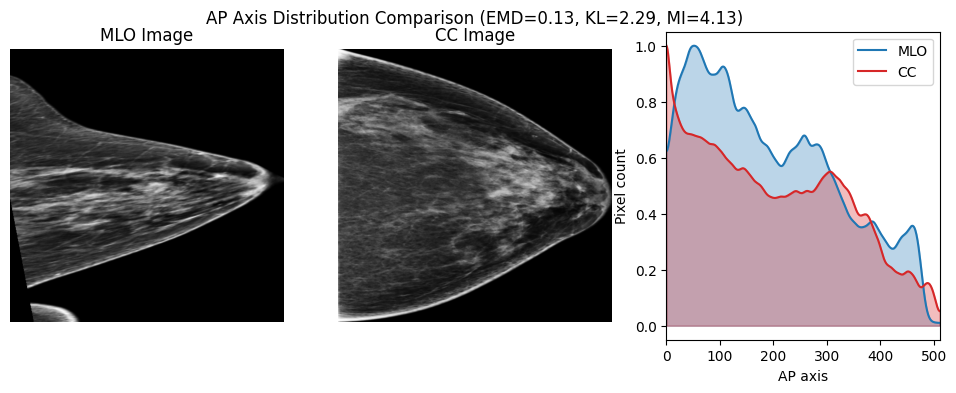 AP Axis Distribution Comparison (EMD=0.13, KL=2.29, MI=4.13)
MLO Image
CC Image
MLO
CC
Pixel count
1.0
0.8
0.6
0.4
0.2
0.0
0 100 200 300 400 500
AP axis